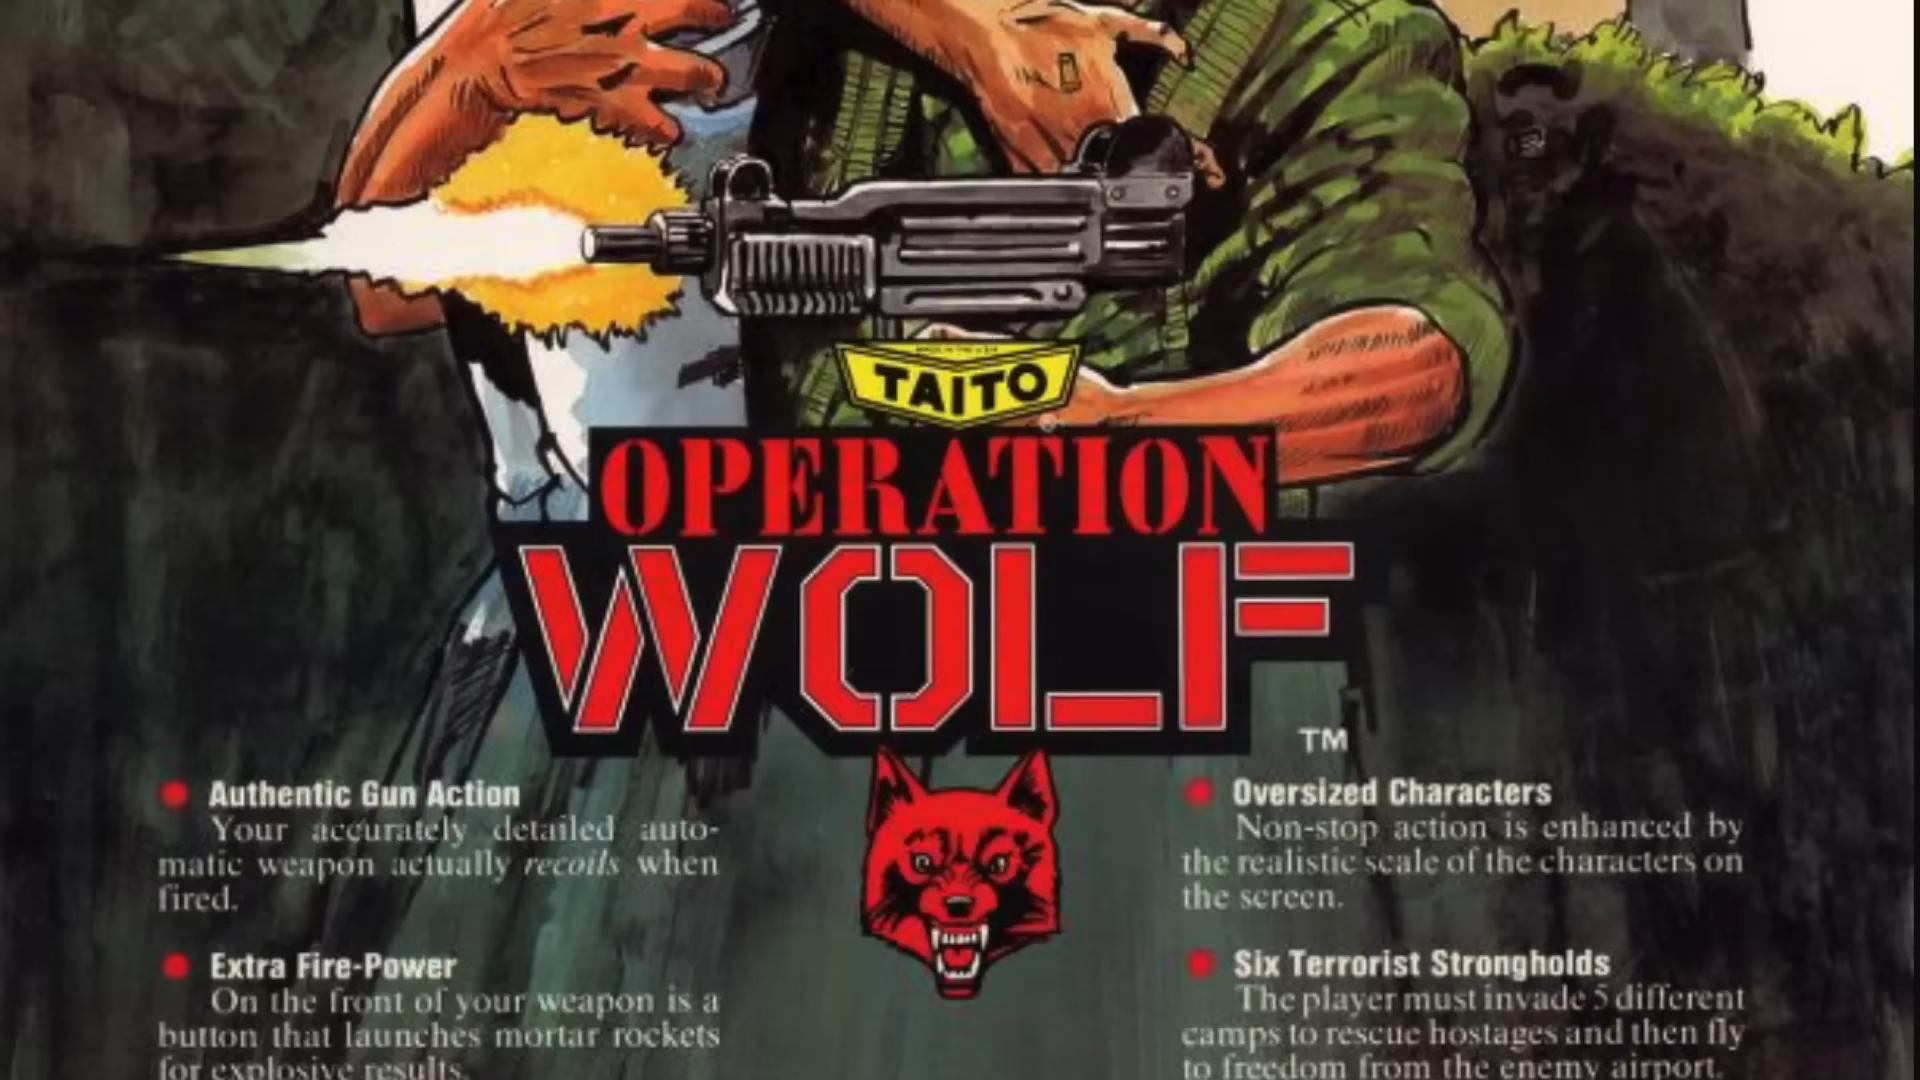 TAITO
OPERATION
WOLF
TM
Authentic Gun Action
Your accurately detailed auto-
matic weapon actually recoils when
fired.
Extra Fire-Power
On the front of your weapon is a
button that launches mortar rockets
for explosive results.
Oversized Characters
Non-stop action is enhanced by
the realistic scale of the characters on
the screen.
Six Terrorist Strongholds
The player must invade 5 different
camps to rescue hostages and then fly
to freedom from the enemy airport.